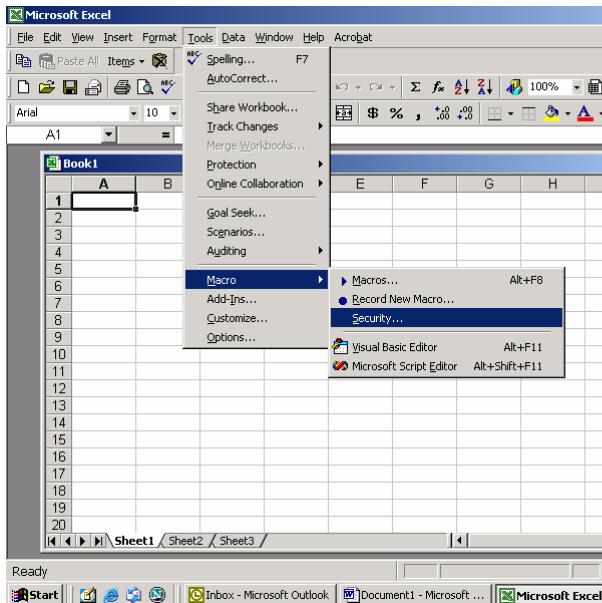 Microsoft Excel
File Edit View Insert Format Tools Data Window Help Acrobat
Paste All Items
Spelling... F7
AutoCorrect...
Share Workbook...
Track Changes
Merge Workbooks...
Protection
Online Collaboration
Goal Seek...
Scenarios...
Auditing
Macro
Add-Ins...
Customize...
Options...
Macros... Alt+F8
Record New Macro...
Security...
Visual Basic Editor Alt+F11
Microsoft Script Editor Alt+Shift+F11
100%
Arial 10 $ % ,
A1 =
Book1
A B E F G H
1
2
3
4
5
6
7
8
9
10
11
12
13
14
15
16
17
18
19
20
Sheet1 Sheet2 Sheet3
Ready
Start Inbox - Microsoft Outlook Document1 - Microsoft ... Microsoft Excel